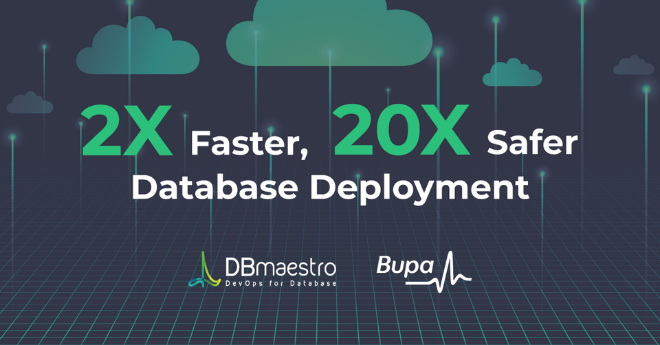 2X Faster, 20X Safer
Database Deployment
DBmaestro Bupa
DevOps for Database